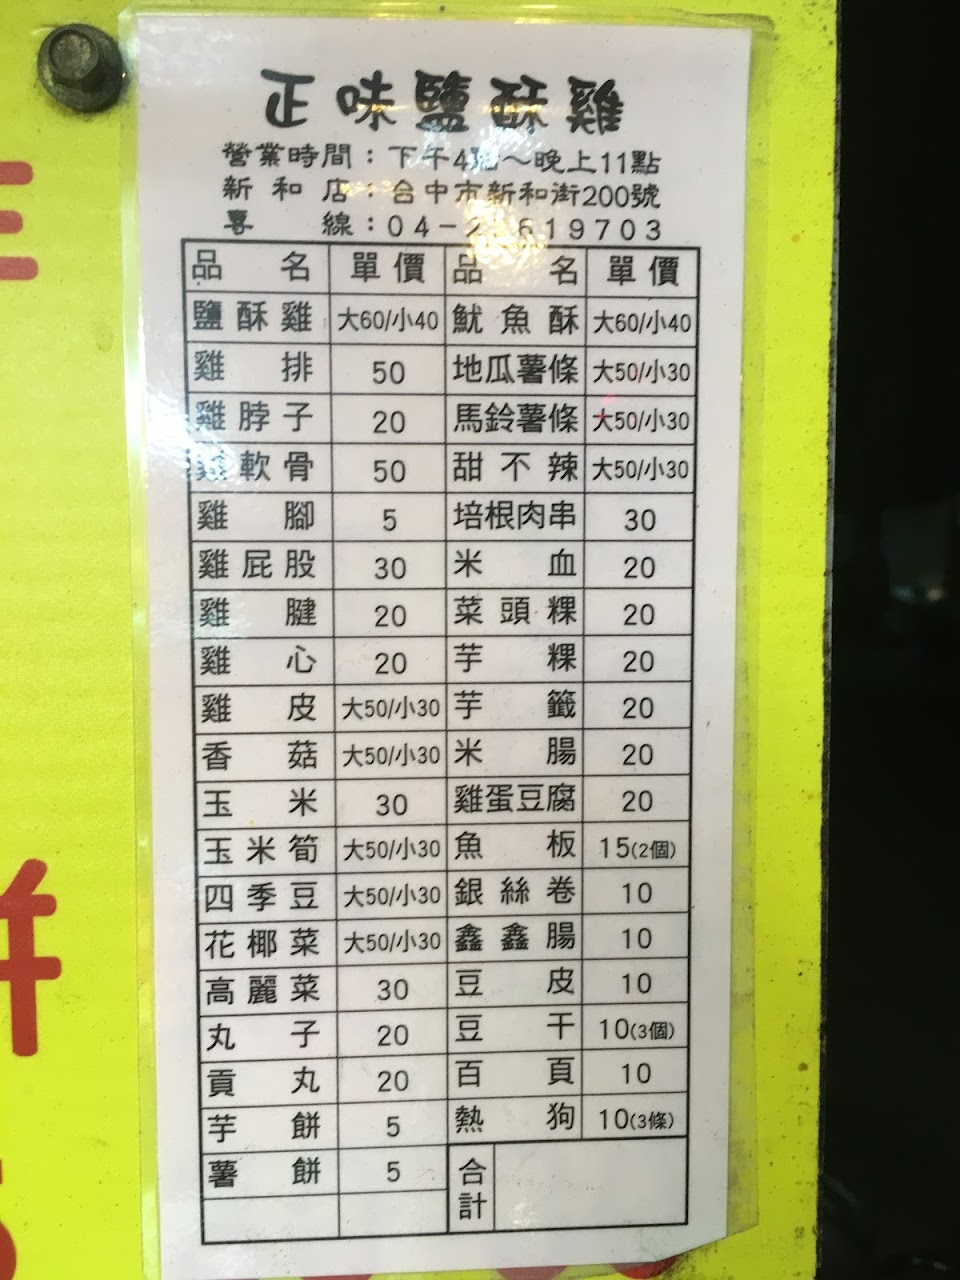 正味鹽酥雞
營業時間：下午4點～晚上11點
新和店：台中市新和街200號
專線：04-2 619703
品名 單價 品名 單價
鹽酥雞 大60/小40 魷魚酥 大60/小40
雞排 50 地瓜薯條 大50/小30
雞脖子 20 馬鈴薯條 大50/小30
雞軟骨 50 甜不辣 大50/小30
雞腳 5 培根肉串 30
雞屁股 30 米血 20
雞腱 20 菜頭粿 20
雞心 20 芋粿 20
雞皮 大50/小30 芋籤 20
香菇 大50/小30 米腸 20
玉米 30 雞蛋豆腐 20
玉米筍 大50/小30 魚板 15(2個)
四季豆 大50/小30 銀絲卷 10
花椰菜 大50/小30 鑫鑫腸 10
高麗菜 30 豆皮 10
丸子 20 豆干 10(3個)
貢丸 20 百頁 10
芋餅 5 熱狗 10(3條)
薯餅 5 合計